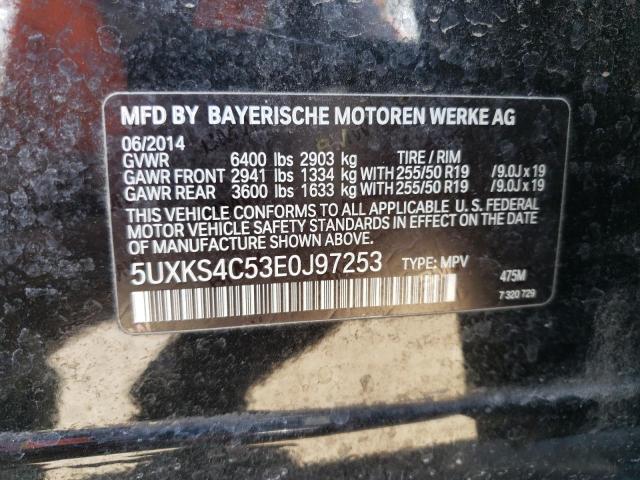 MFD BY BAYERISCHE MOTOREN WERKE AG
06/2014
GVWR 6400 lbs 2903 kg TIRE / RIM
GAWR FRONT 2941 lbs 1334 kg WITH 255/50 R19 /9.0J x 19
GAWR REAR 3600 lbs 1633 kg WITH 255/50 R19 /9.0J x 19
THIS VEHICLE CONFORMS TO ALL APPLICABLE U. S. FEDERAL
MOTOR VEHICLE SAFETY STANDARDS IN EFFECT ON THE
DATE OF MANUFACTURE SHOWN ABOVE.
5UXKS4C53E0J97253 TYPE: MPV 475M
7 320 729